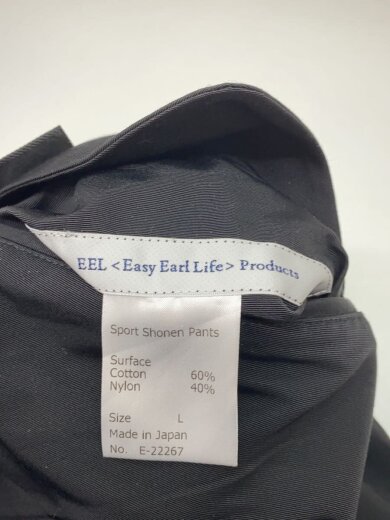 EEL <Easy Earl Life> Products
Sport Shonen Pants
Surface
Cotton 60%
Nylon 40%
Size L
Made in Japan
No. E-22267